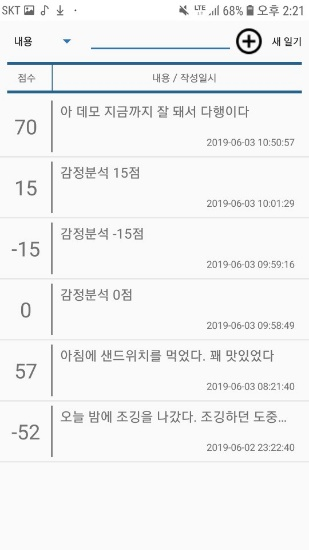 SKT LTE 68% 오후 2:21
내용 새 일기
점수 내용 / 작성일시
70 아 데모 지금까지 잘 돼서 다행이다
2019-06-03 10:50:57
15 감정분석 15점
2019-06-03 10:01:29
-15 감정분석 -15점
2019-06-03 09:59:16
0 감정분석 0점
2019-06-03 09:58:49
57 아침에 샌드위치를 먹었다. 꽤 맛있었다
2019-06-03 08:21:40
-52 오늘 밤에 조깅을 나갔다. 조깅하던 도중...
2019-06-02 23:22:40